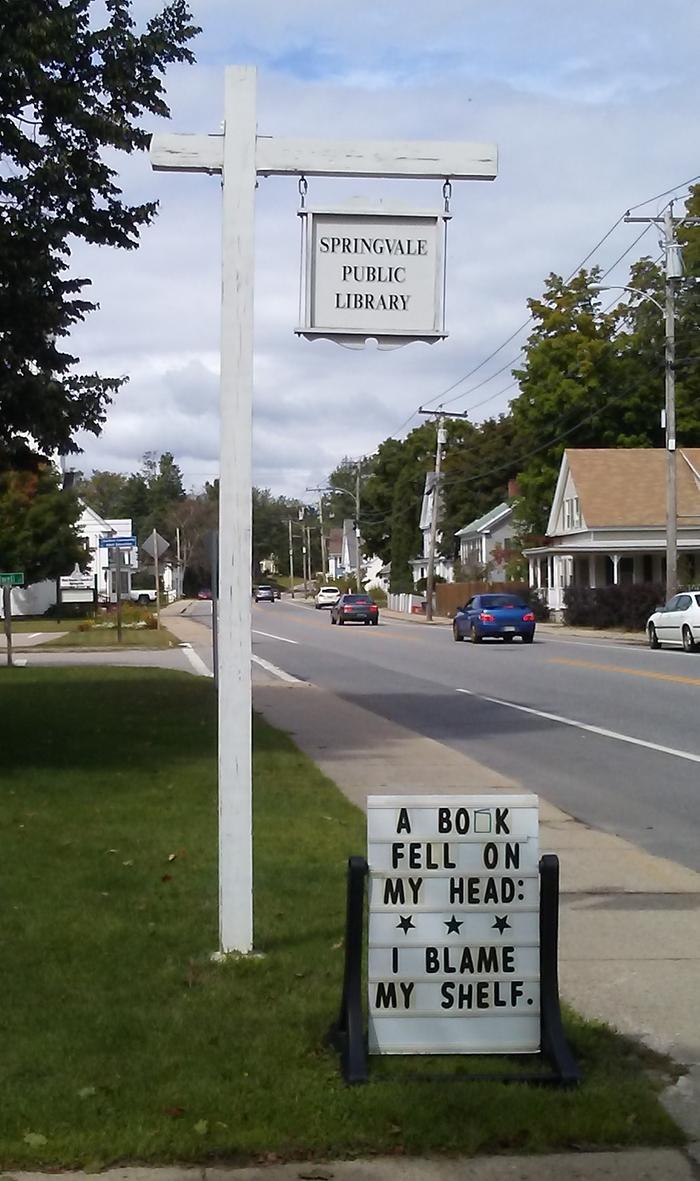 SPRINGVALE
PUBLIC
LIBRARY
A BOOK
FELL ON
MY HEAD:
★ ★ ★
I BLAME
MY SHELF.